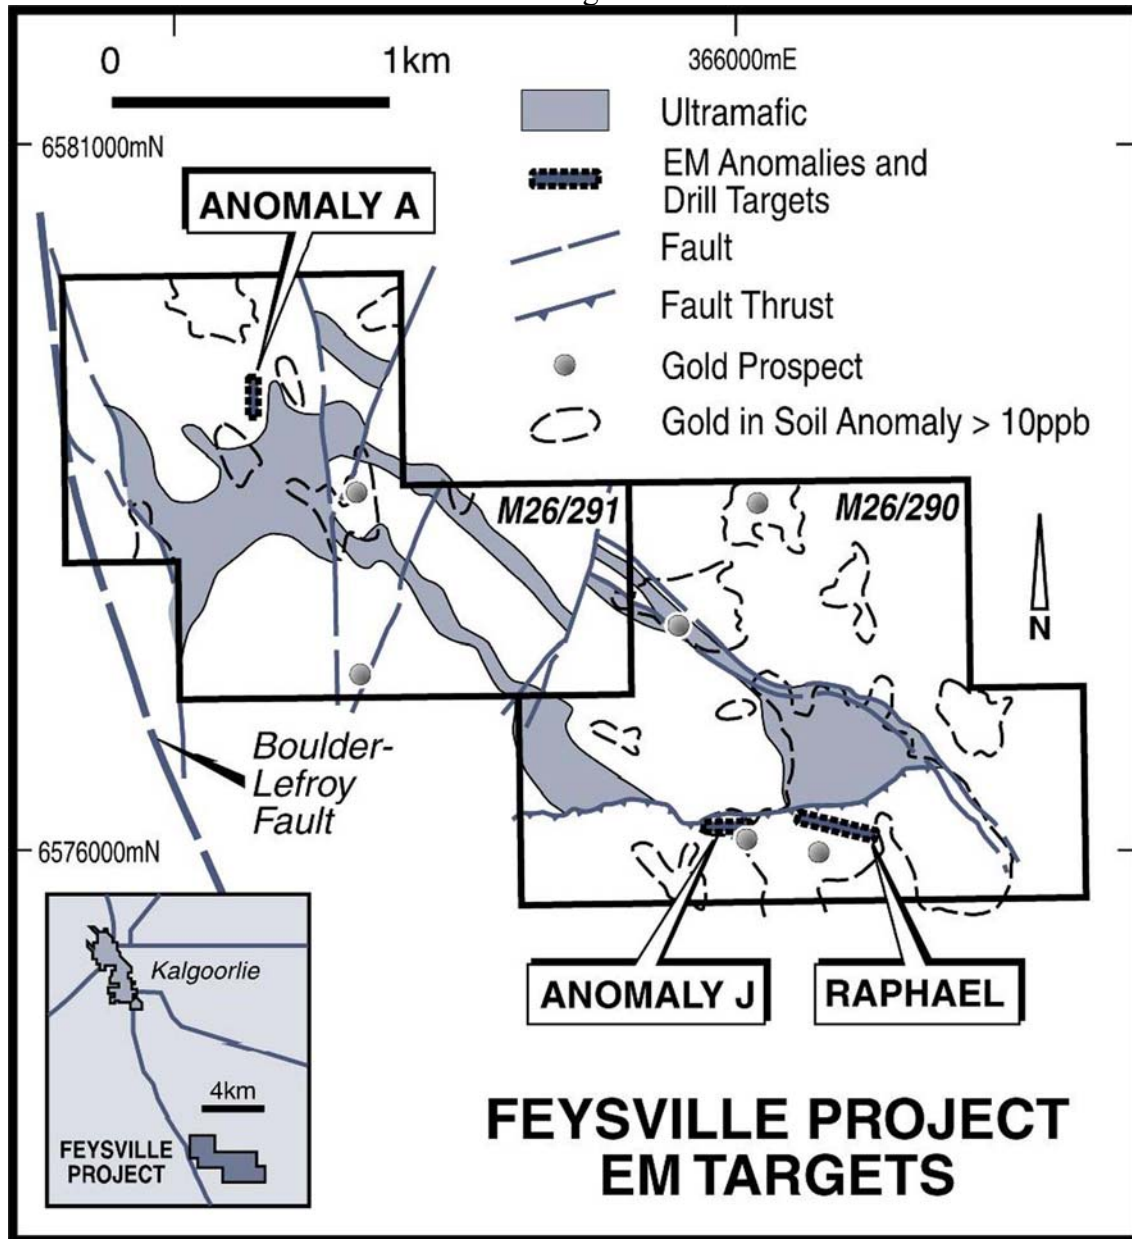 0 1km
366000mE
Ultramafic
6581000mN
EM Anomalies and
Drill Targets
ANOMALY A
Fault
Fault Thrust
Gold Prospect
Gold in Soil Anomaly > 10ppb
M26/291
M26/290
N
Boulder-
Lefroy
Fault
6576000mN
Kalgoorlie
ANOMALY J
RAPHAEL
4km
FEYSVILLE
PROJECT
FEYSVILLE PROJECT
EM TARGETS